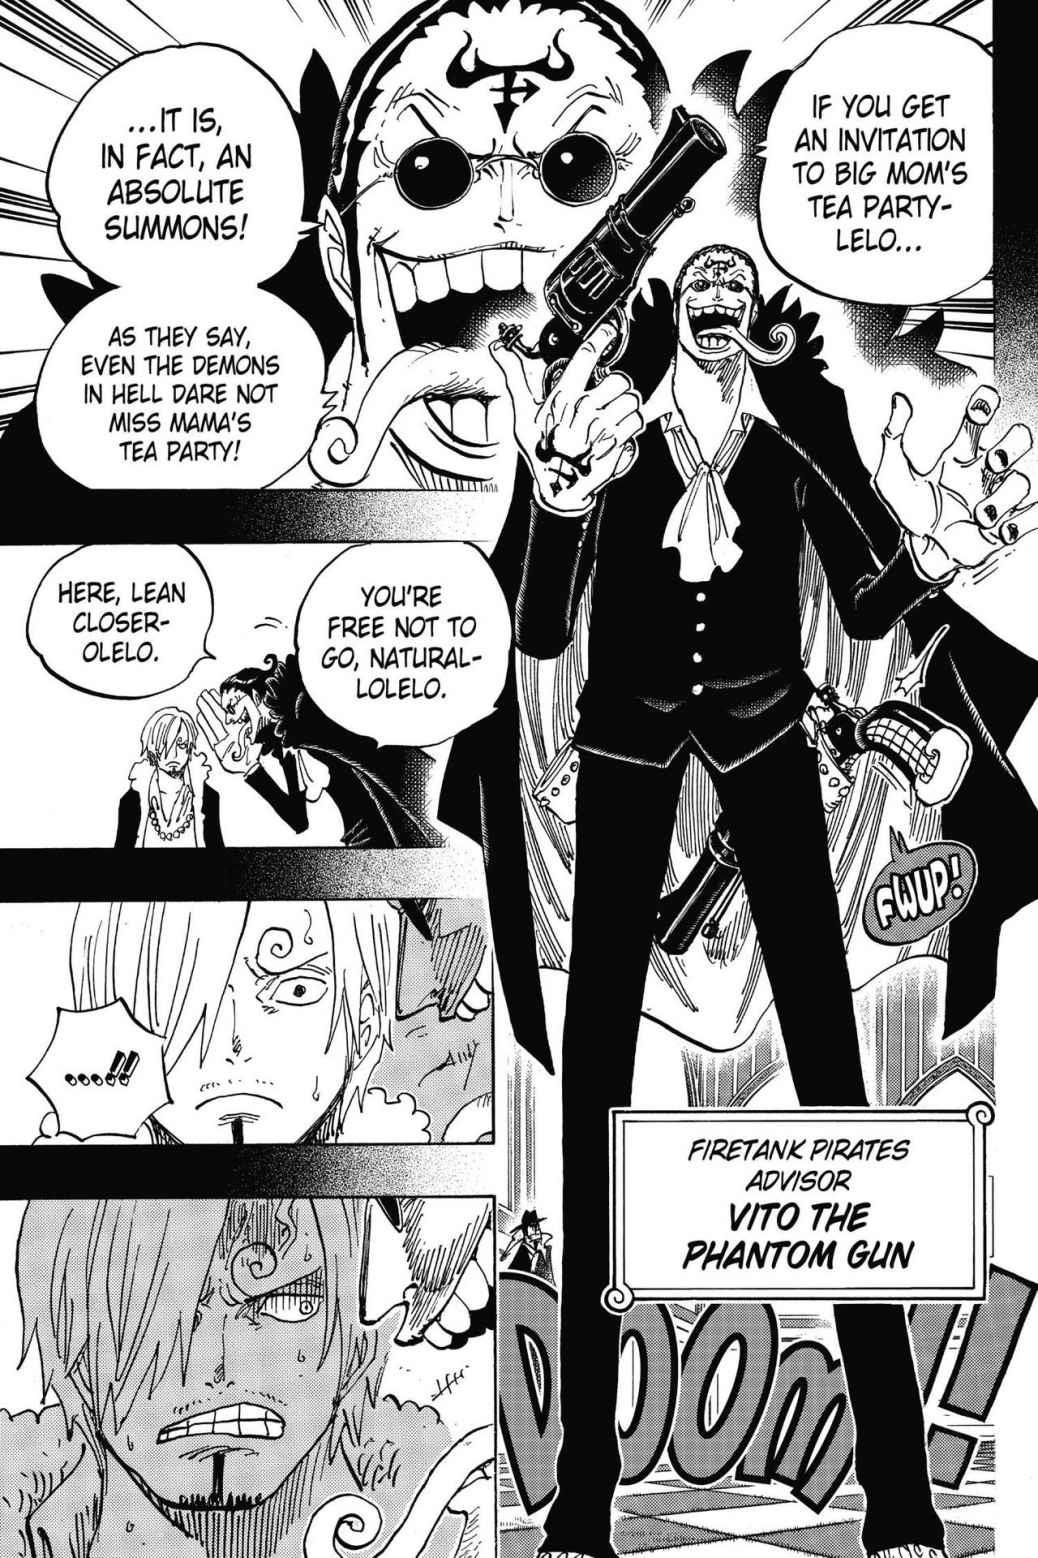 IF YOU GET
AN INVITATION
TO BIG MOM'S
TEA PARTY-
LELO...
...IT IS,
IN FACT, AN
ABSOLUTE
SUMMONS!
AS THEY SAY,
EVEN THE DEMONS
IN HELL DARE NOT
MISS MAMA'S
TEA PARTY!
FWUP!
FIRETANK PIRATES
ADVISOR
VITO THE
PHANTOM GUN
DOOM!!
YOU'RE
FREE NOT TO
GO, NATURAL-
LOLELO.
HERE, LEAN
CLOSER-
OLELO.
.....!!